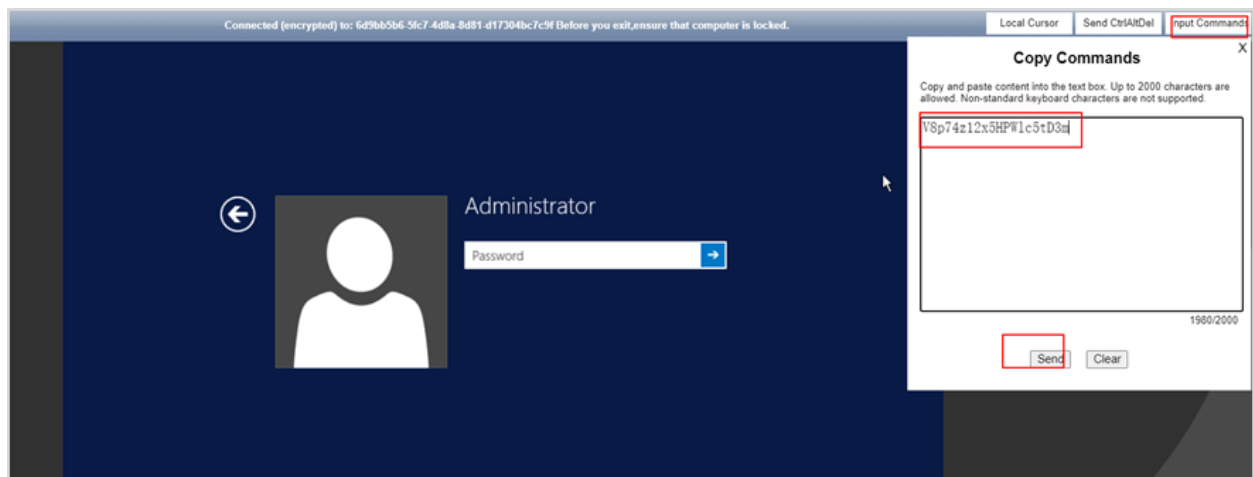 Connected (encrypted) to: 6d9bb5b6-5fc7-4d8a-8d81-d17304bc7c9f Before you exit,ensure that computer is locked.
Local Cursor
Send CtrlAltDel
nput Commands
X
Copy Commands
Copy and paste content into the text box. Up to 2000 characters are
allowed. Non-standard keyboard characters are not supported.
V8p74z12x5HPWlc5tD3m
1980/2000
Send
Clear
Administrator
Password